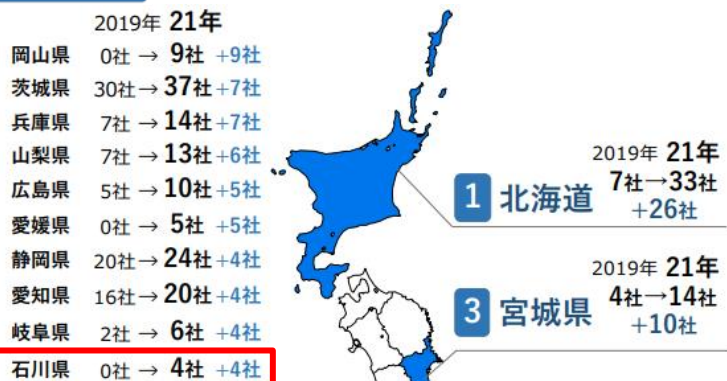 2019年 21年
岡山県 0社 → 9社 +9社
茨城県 30社 → 37社 +7社
兵庫県 7社 → 14社 +7社
山梨県 7社 → 13社 +6社
広島県 5社 → 10社 +5社
愛媛県 0社 → 5社 +5社
静岡県 20社 → 24社 +4社
愛知県 16社 → 20社 +4社
岐阜県 2社 → 6社 +4社
石川県 0社 → 4社 +4社
1 北海道
2019年 21年
7社→33社
+26社
3 宮城県
2019年 21年
4社→14社
+10社